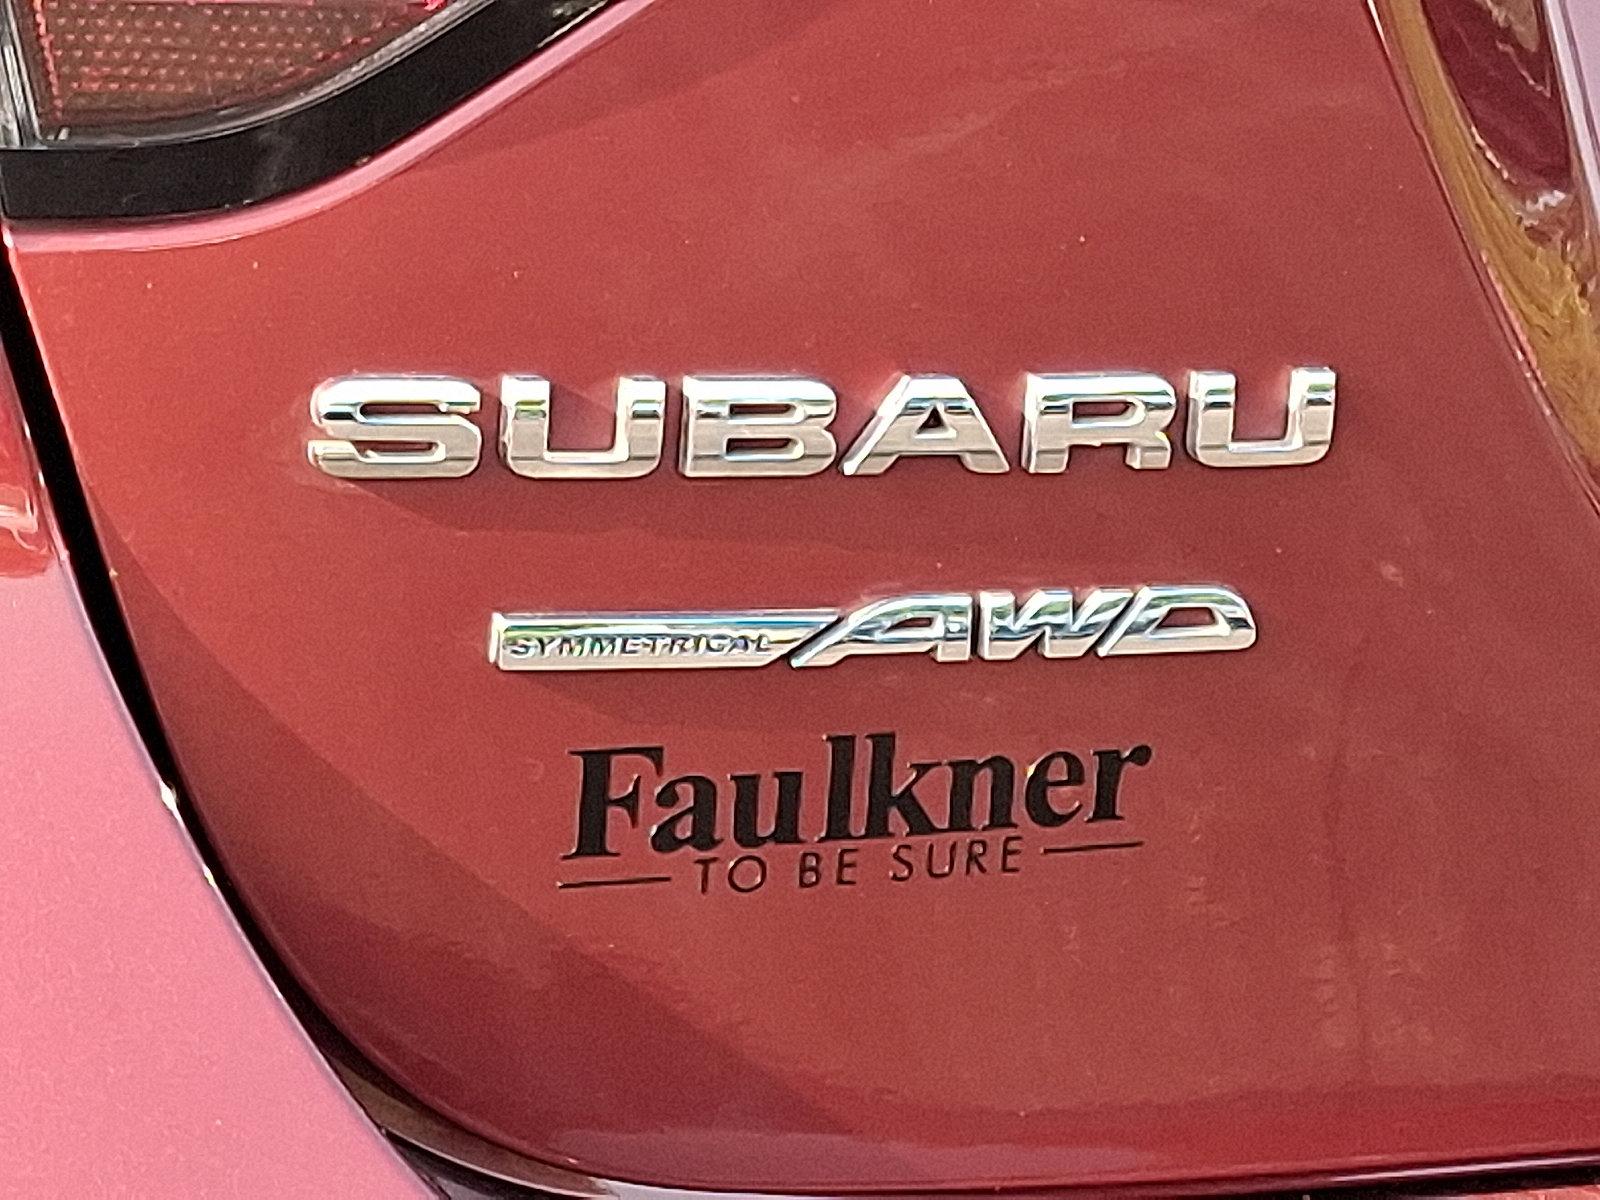 SUBARU
SYMMETRICAL AWD
Faulkner
TO BE SURE